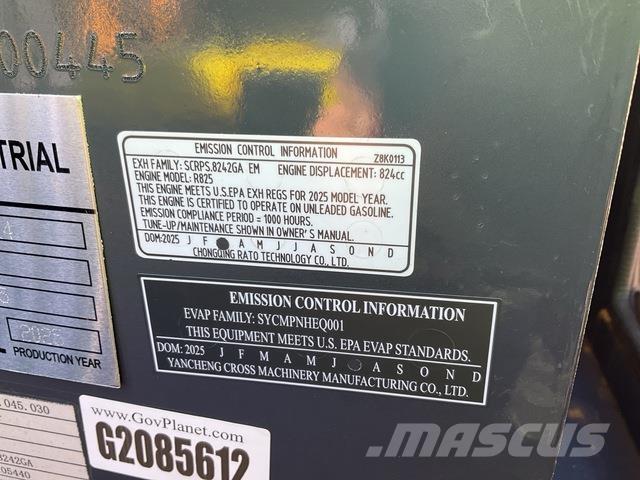 00445
TRIAL
EMISSION CONTROL INFORMATION Z8K0113
EXH FAMILY: SCRPS.8242GA EM ENGINE DISPLACEMENT: 824cc
ENGINE MODEL: R825
THIS ENGINE MEETS U.S.EPA EXH REGS FOR 2025 MODEL YEAR.
THIS ENGINE IS CERTIFIED TO OPERATE ON UNLEADED GASOLINE.
EMISSION COMPLIANCE PERIOD = 1000 HOURS.
TUNE-UP/MAINTENANCE SHOWN IN OWNER'S MANUAL.
DOM:2025 J F A M J J A S O N D
CHONGQING RATO TECHNOLOGY CO., LTD.
EMISSION CONTROL INFORMATION
EVAP FAMILY: SYCMPNHEQ001
THIS EQUIPMENT MEETS U.S. EPA EVAP STANDARDS.
DOM: 2025 J F M A M J A S O N D
YANCHENG CROSS MACHINERY MANUFACTURING CO., LTD.
L PRODUCTION YEAR
.045.030
www.GovPlanet.com
G2085612
8242GA
05440
MASCUS